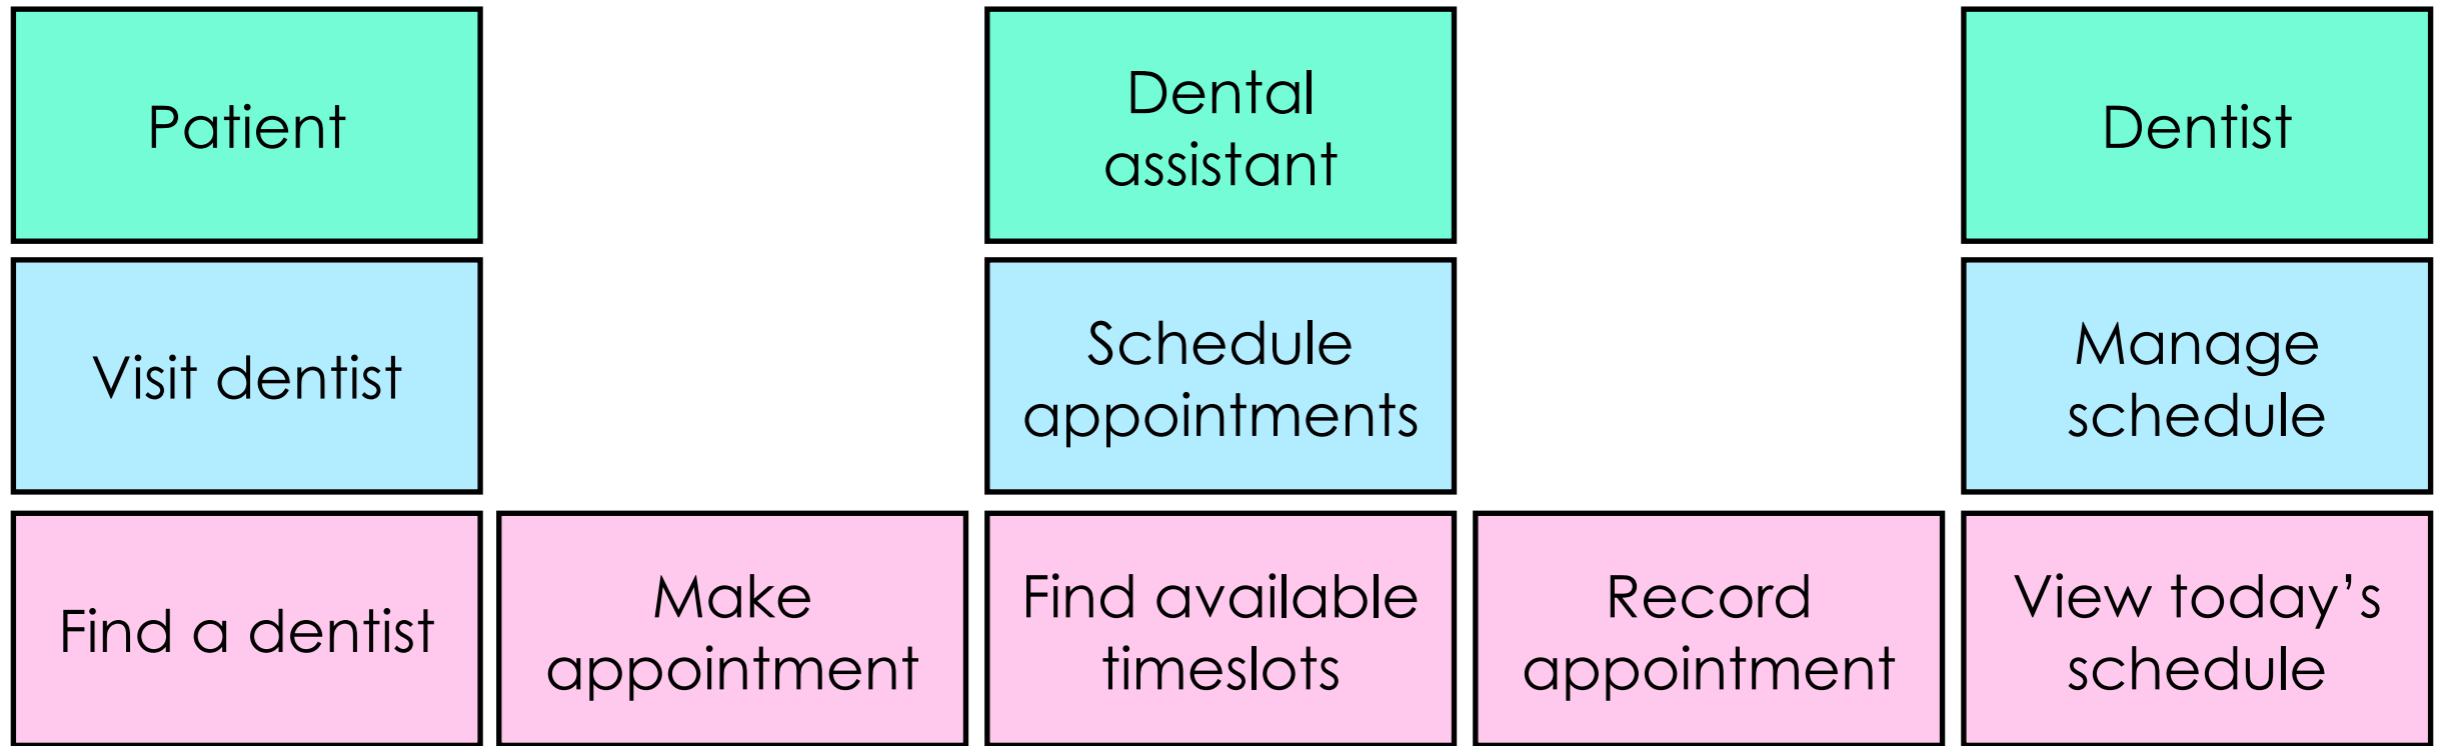 Patient
Dental
assistant
Dentist
Visit dentist
Schedule
appointments
Manage
schedule
Find a dentist
Make
appointment
Find available
timeslots
Record
appointment
View today’s
schedule